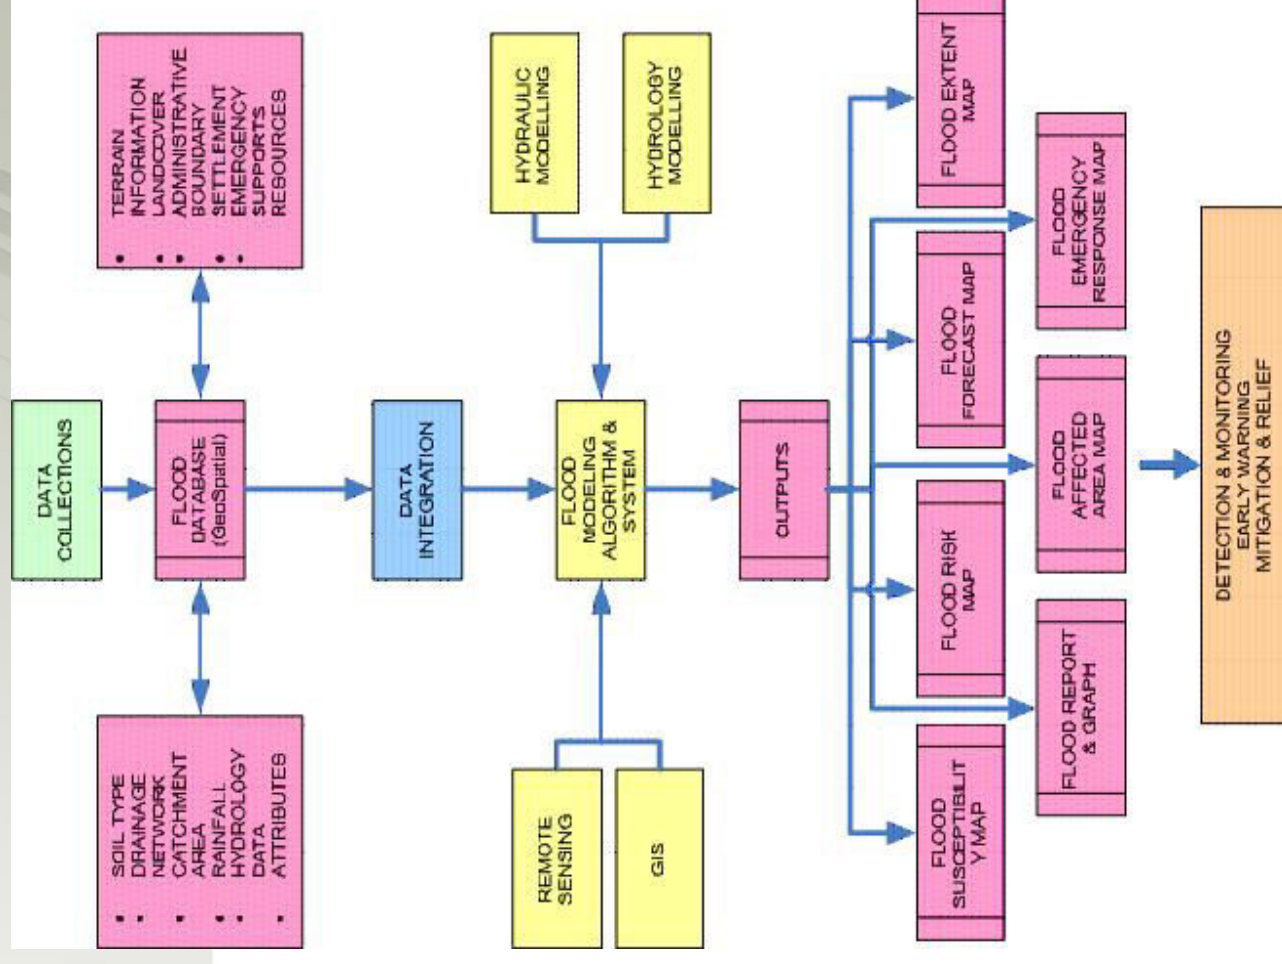 DATA
COLLECTIONS
SOIL TYPE
DRAINAGE
NETWORK
CATCHMENT
AREA
RAINFALL
HYDROLOGY
DATA
ATTRIBUTES
FLOOD
DATABASE
(GeoSpatial)
TERRAIN
INFORMATION
LANDCOVER
ADMINISTRATIVE
BOUNDARY
SETTLEMENT
EMERGENCY
SUPPORTS
RESOURCES
DATA
INTEGRATION
REMOTE
SENSING
GIS
FLOOD
MODELING
ALGORITHM &
SYSTEM
HYDRAULIC
MODELLING
HYDROLOGY
MODELLING
OUTPUTS
FLOOD
SUSCEPTIBILIT
Y MAP
FLOOD RISK
MAP
FLOOD
FORECAST MAP
FLOOD EXTENT
MAP
FLOOD REPORT
& GRAPH
FLOOD
AFFECTED
AREA MAP
FLOOD
EMERGENCY
RESPONSE MAP
DETECTION & MONITORING
EARLY WARNING
MITIGATION & RELIEF